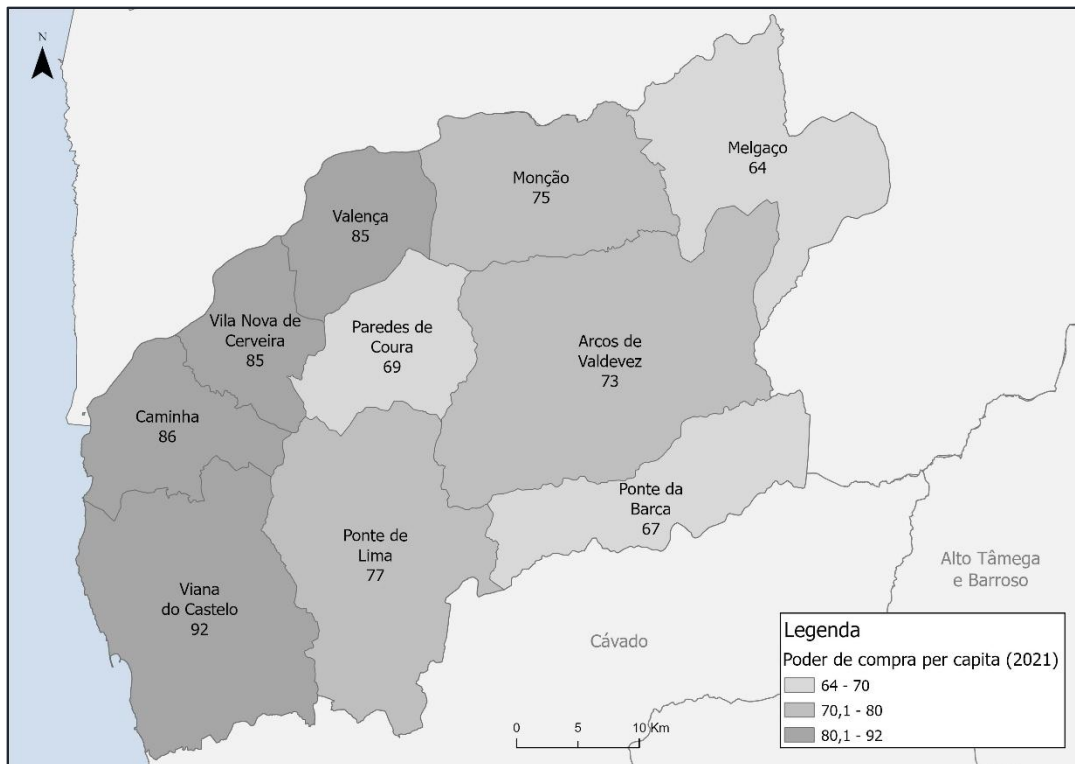 N
Melgaço
64
Monção
75
Valença
85
Vila Nova de
Cerveira
85
Paredes de
Coura
69
Arcos de
Valdevez
73
Caminha
86
Ponte da
Barca
67
Ponte de
Lima
77
Viana
do Castelo
92
Alto Tâmega
e Barroso
Cávado
Legenda
Poder de compra per capita (2021)
64 - 70
70,1 - 80
80,1 - 92
0 5 10 Km